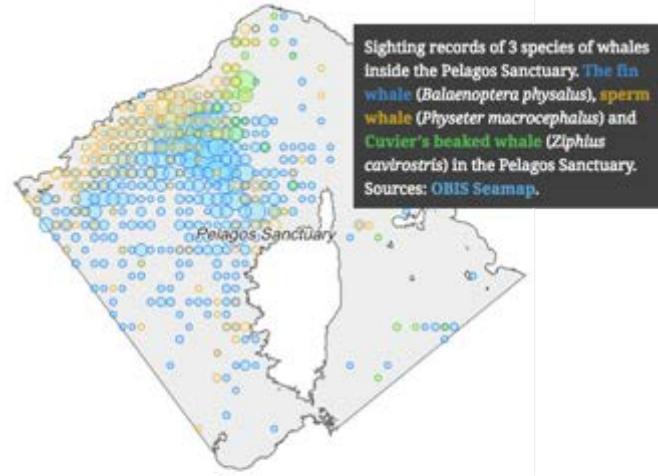 Sighting records of 3 species of whales
inside the Pelagos Sanctuary. The fin
whale (Balaenoptera physalus), sperm
whale (Physeter macrocephalus) and
Cuvier's beaked whale (Ziphius
cavirostris) in the Pelagos Sanctuary.
Sources: OBIS Seamap.
Pelagos Sanctuary